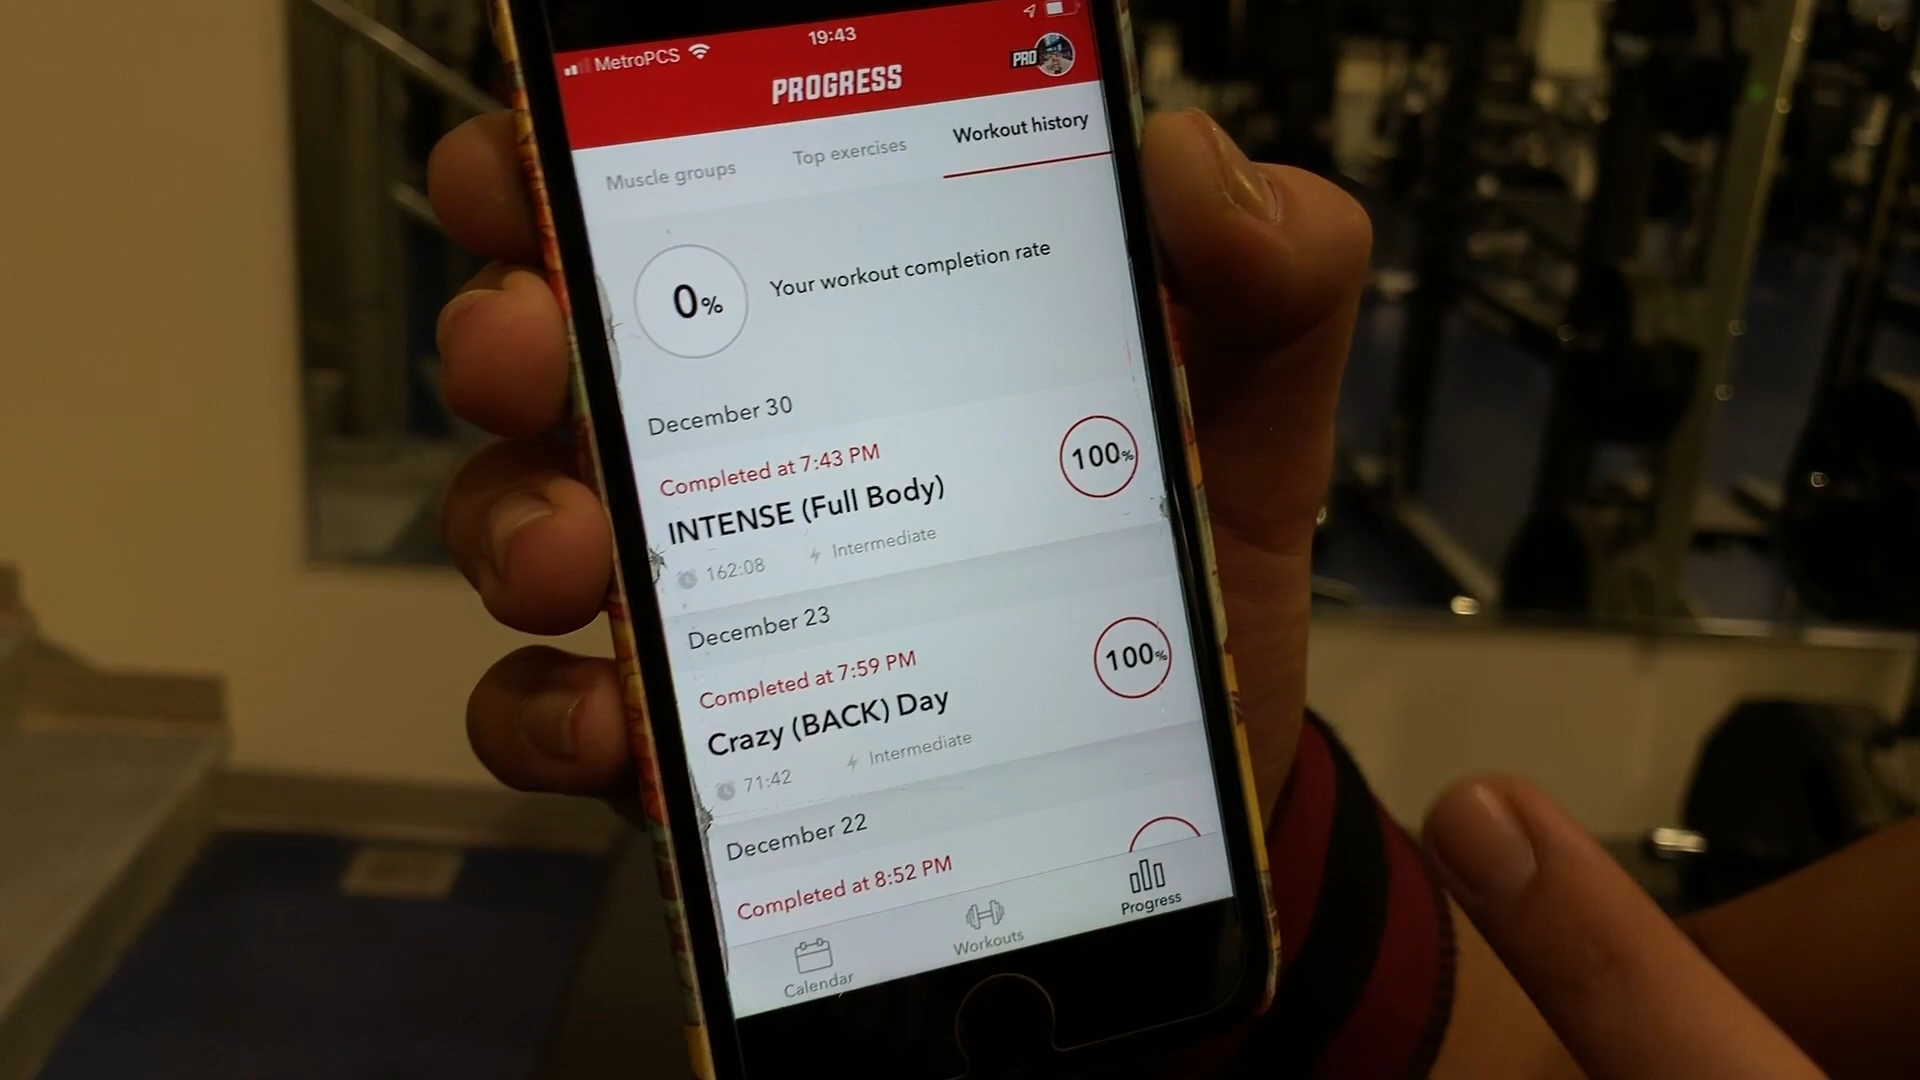 MetroPCS 19:43
PROGRESS PRO
Muscle groups Top exercises Workout history
0% Your workout completion rate
December 30
Completed at 7:43 PM
INTENSE (Full Body) 100%
162:08 Intermediate
December 23
Completed at 7:59 PM
Crazy (BACK) Day 100%
71:42 Intermediate
December 22
Completed at 8:52 PM
Calendar Workouts Progress